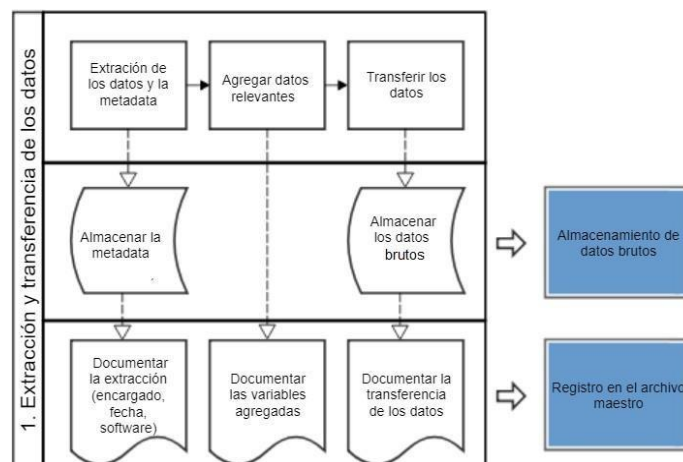 1. Extracción y transferencia de los datos
Extración de
los datos y la
metadata
Agregar datos
relevantes
Transferir los
datos
Almacenar la
metadata
.
Almacenar
los datos
brutos
Almacenamiento de
datos brutos
Documentar
la extracción
(encargado,
fecha,
software)
Documentar
las variables
agregadas
Documentar la
transferencia
de los datos
Registro en el archivo
maestro